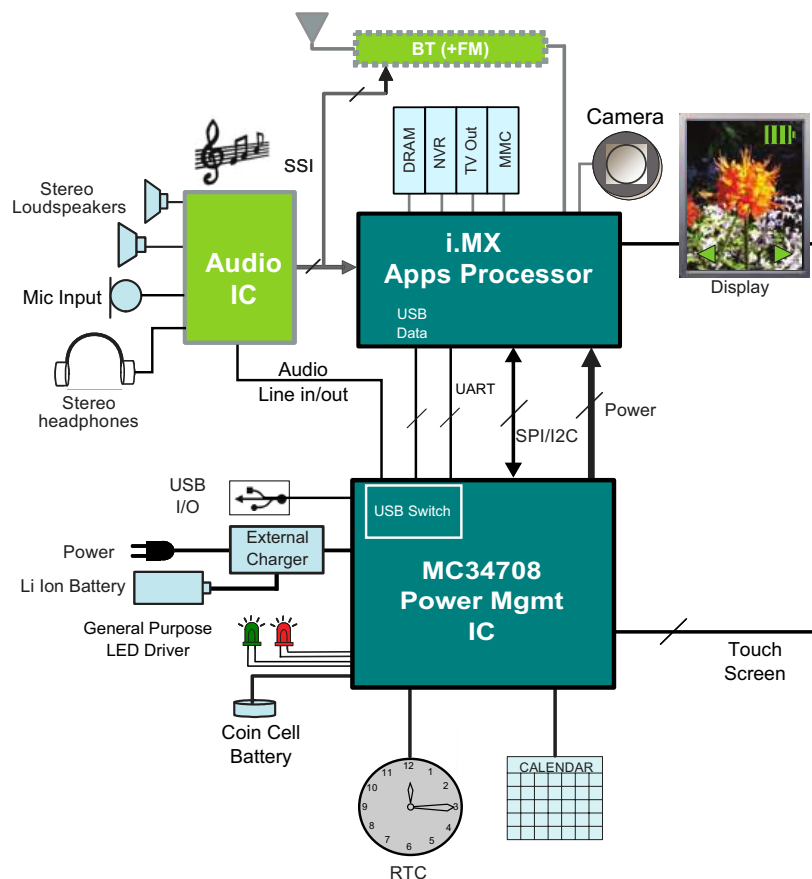 BT (+FM)
SSI
DRAM
NVR
TV Out
MMC
Camera
Stereo
Loudspeakers
Audio
IC
i.MX
Apps Processor
USB
Data
Display
Mic Input
Stereo
headphones
Audio
Line in/out
UART
SPI/I2C
Power
USB
I/O
USB Switch
Power
External
Charger
MC34708
Power Mgmt
IC
Li Ion Battery
General Purpose
LED Driver
Touch
Screen
Coin Cell
Battery
12
1
2
3
4
5
6
7
8
9
10
11
CALENDAR
RTC